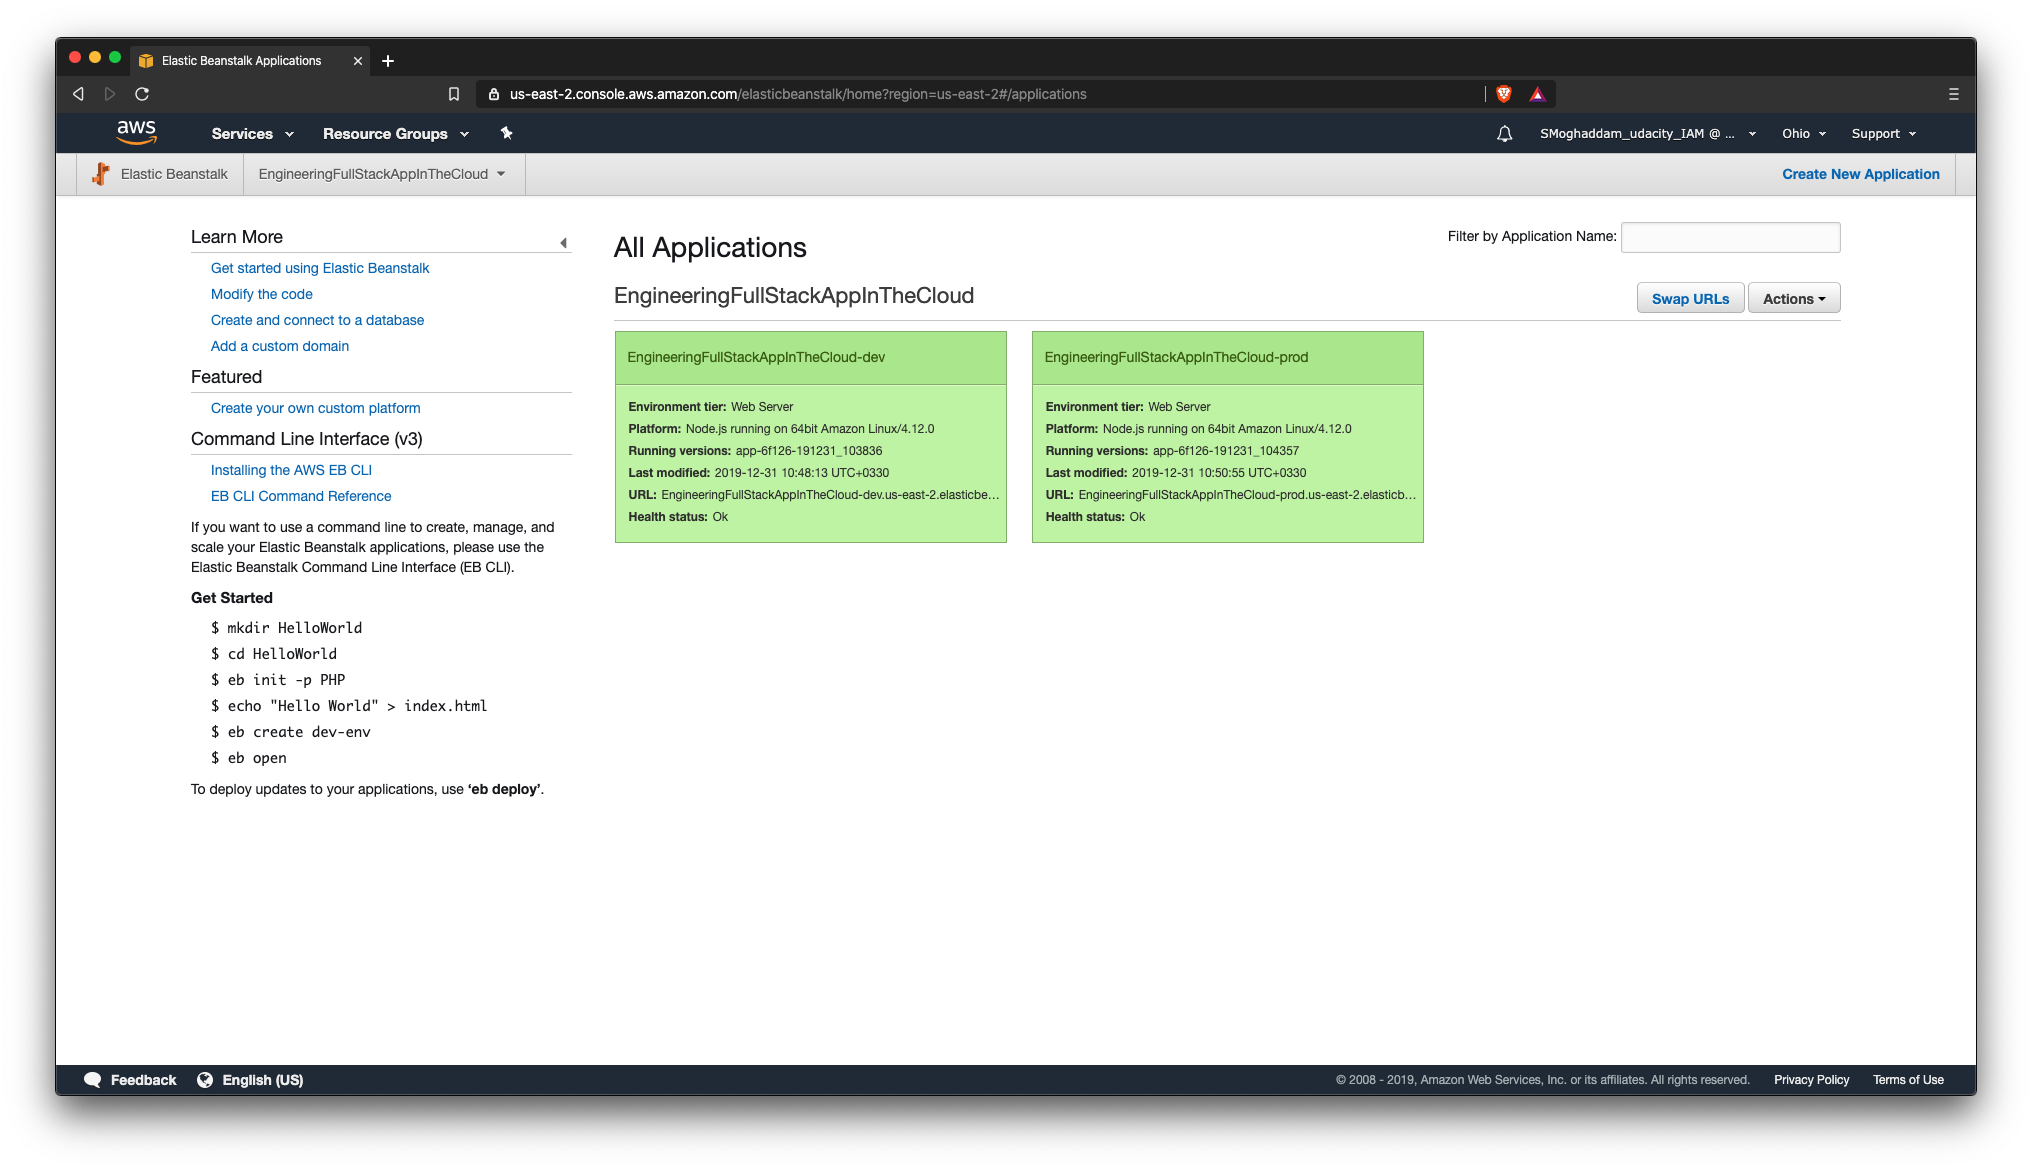 Elastic Beanstalk Applications
us-east-2.console.aws.amazon.com/elasticbeanstalk/home?region=us-east-2#/applications
aws Services Resource Groups SMoghaddam_udacity_IAM @ ... Ohio Support
Elastic Beanstalk EngineeringFullStackAppInTheCloud Create New Application
Learn More
Get started using Elastic Beanstalk
Modify the code
Create and connect to a database
Add a custom domain
Featured
Create your own custom platform
Command Line Interface (v3)
Installing the AWS EB CLI
EB CLI Command Reference
If you want to use a command line to create, manage, and
scale your Elastic Beanstalk applications, please use the
Elastic Beanstalk Command Line Interface (EB CLI).
Get Started
$ mkdir HelloWorld
$ cd HelloWorld
$ eb init -p PHP
$ echo "Hello World" > index.html
$ eb create dev-env
$ eb open
To deploy updates to your applications, use ‘eb deploy’.
All Applications
Filter by Application Name:
EngineeringFullStackAppInTheCloud
Swap URLs Actions
EngineeringFullStackAppInTheCloud-dev
Environment tier: Web Server
Platform: Node.js running on 64bit Amazon Linux/4.12.0
Running versions: app-6f126-191231_103836
Last modified: 2019-12-31 10:48:13 UTC+0330
URL: EngineeringFullStackAppInTheCloud-dev.us-east-2.elasticbe...
Health status: Ok
EngineeringFullStackAppInTheCloud-prod
Environment tier: Web Server
Platform: Node.js running on 64bit Amazon Linux/4.12.0
Running versions: app-6f126-191231_104357
Last modified: 2019-12-31 10:50:55 UTC+0330
URL: EngineeringFullStackAppInTheCloud-prod.us-east-2.elasticb...
Health status: Ok
Feedback English (US) © 2008 - 2019, Amazon Web Services, Inc. or its affiliates. All rights reserved. Privacy Policy Terms of Use